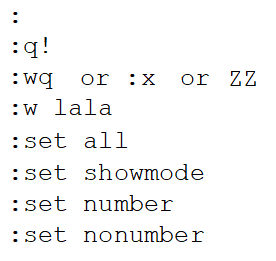 :
:q!
:wq or :x or ZZ
:w lala
:set all
:set showmode
:set number
:set nonumber